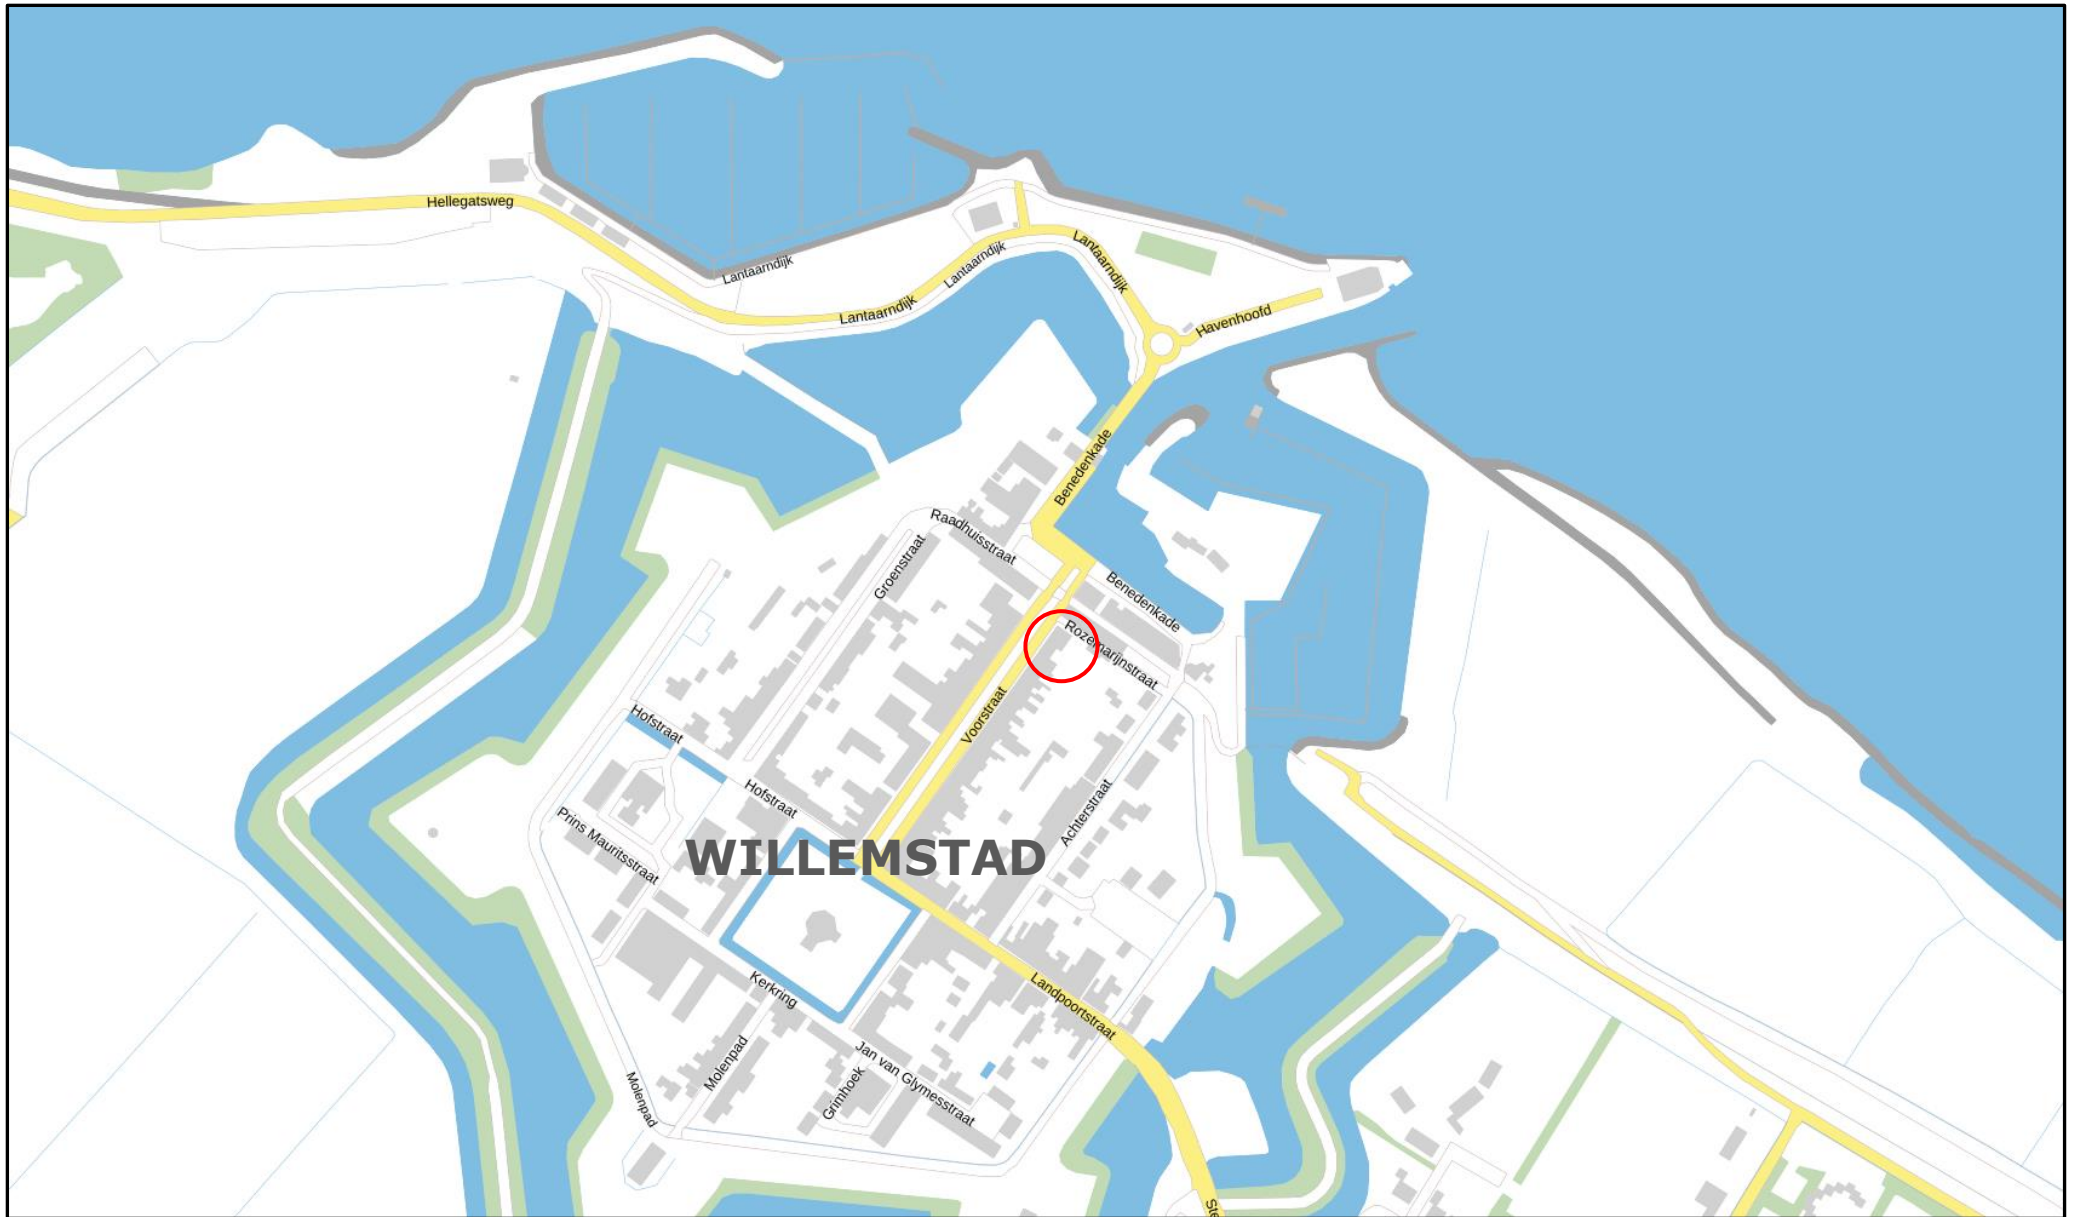 Hellegatsweg
Lantaarndijk
Lantaarndijk
Lantaarndijk
Lantaarndijk
Havenhoofd
Benedenkade
Raadhuisstraat
Groenstraat
Benedenkade
Rozemarijnstraat
Voorstraat
Hofstraat
Hofstraat
Prins Mauritsstraat
Achterstraat
WILLEMSTAD
Kerkring
Landpoortstraat
Molenpad
Molenpad
Grimhoek
Jan van Glymesstraat
Ste